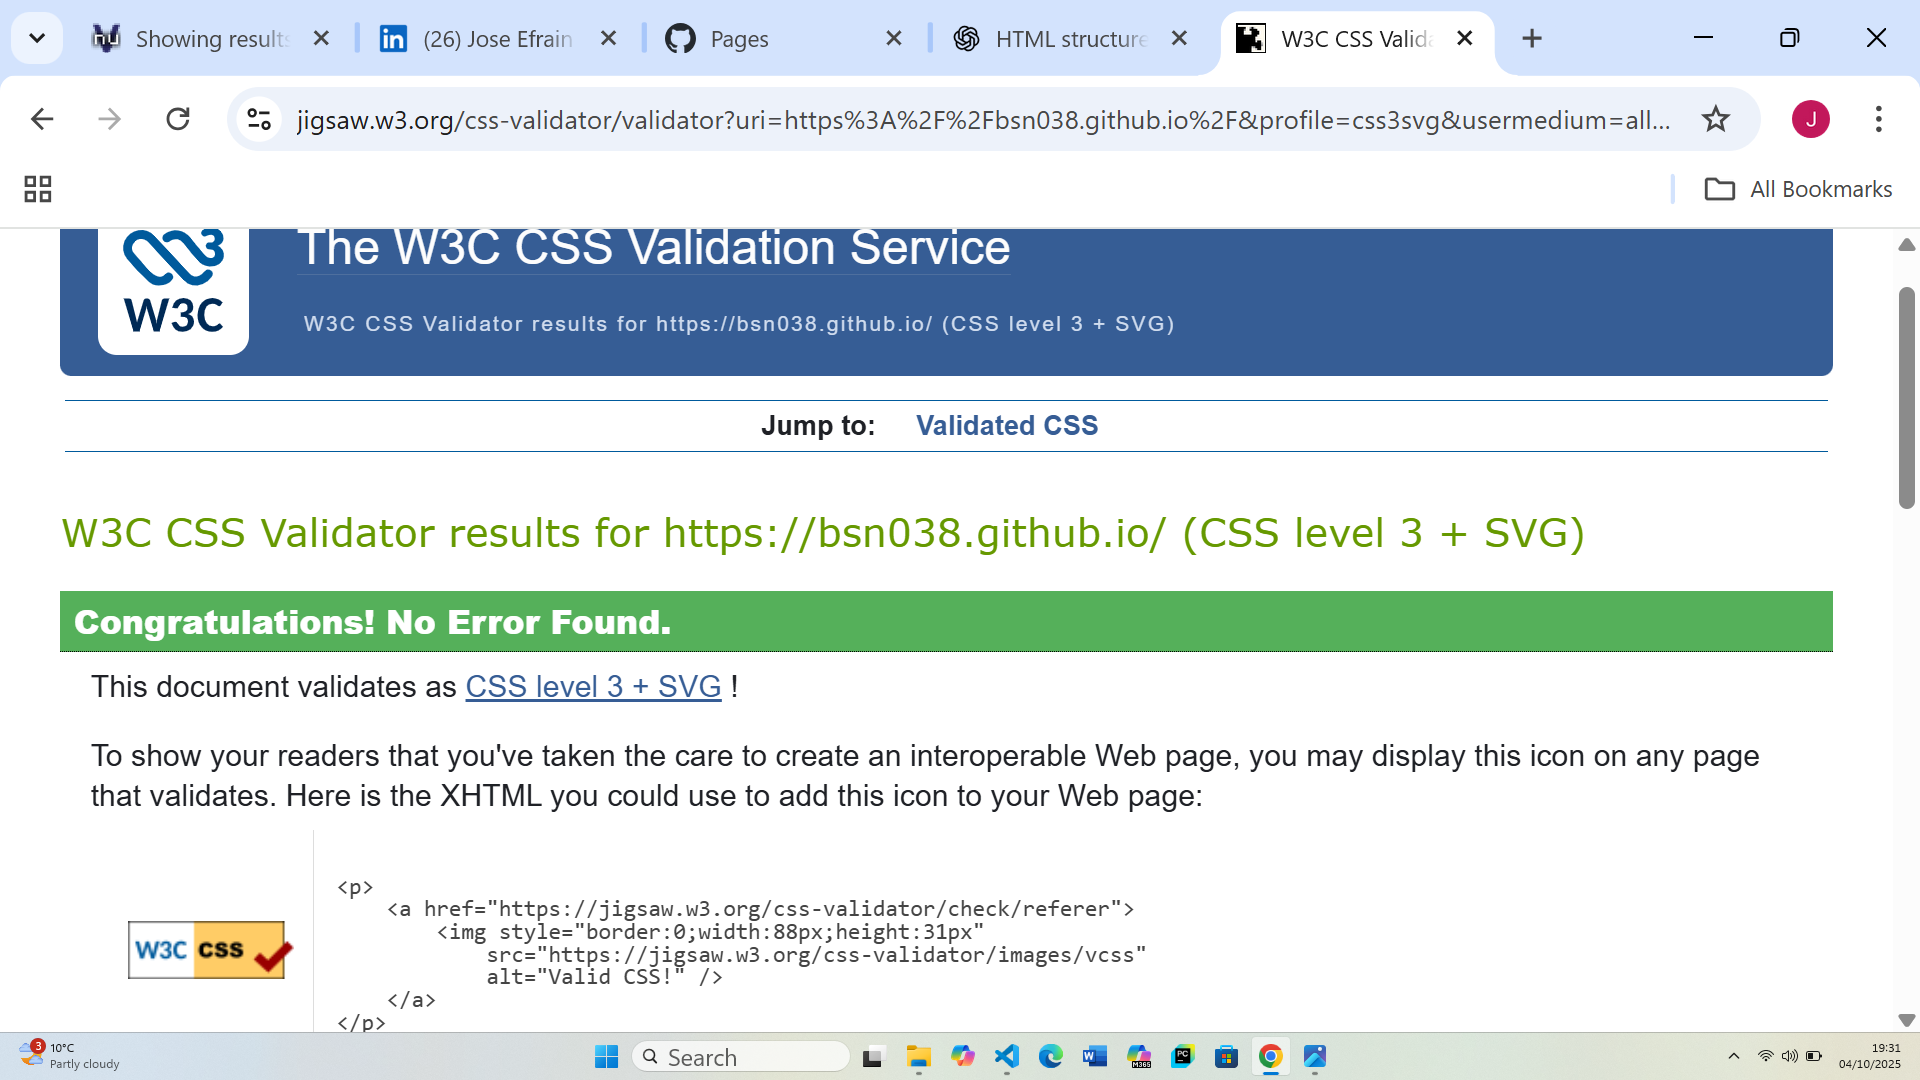 Showing results
(26) Jose Efrain
Pages
HTML structure
W3C CSS Valida
jigsaw.w3.org/css-validator/validator?uri=https%3A%2F%2Fbsn038.github.io%2F&profile=css3svg&usermedium=all...
J
All Bookmarks
W3C
The W3C CSS Validation Service
W3C CSS Validator results for https://bsn038.github.io/ (CSS level 3 + SVG)
Jump to: Validated CSS
W3C CSS Validator results for https://bsn038.github.io/ (CSS level 3 + SVG)
Congratulations! No Error Found.
This document validates as CSS level 3 + SVG !
To show your readers that you've taken the care to create an interoperable Web page, you may display this icon on any page
that validates. Here is the XHTML you could use to add this icon to your Web page:
W3C CSS
<p>
<a href="https://jigsaw.w3.org/css-validator/check/referer">
<img style="border:0;width:88px;height:31px"
src="https://jigsaw.w3.org/css-validator/images/vcss"
alt="Valid CSS!" />
</a>
</p>
3
10°C
Partly cloudy
Search
M365
PC
19:31
04/10/2025